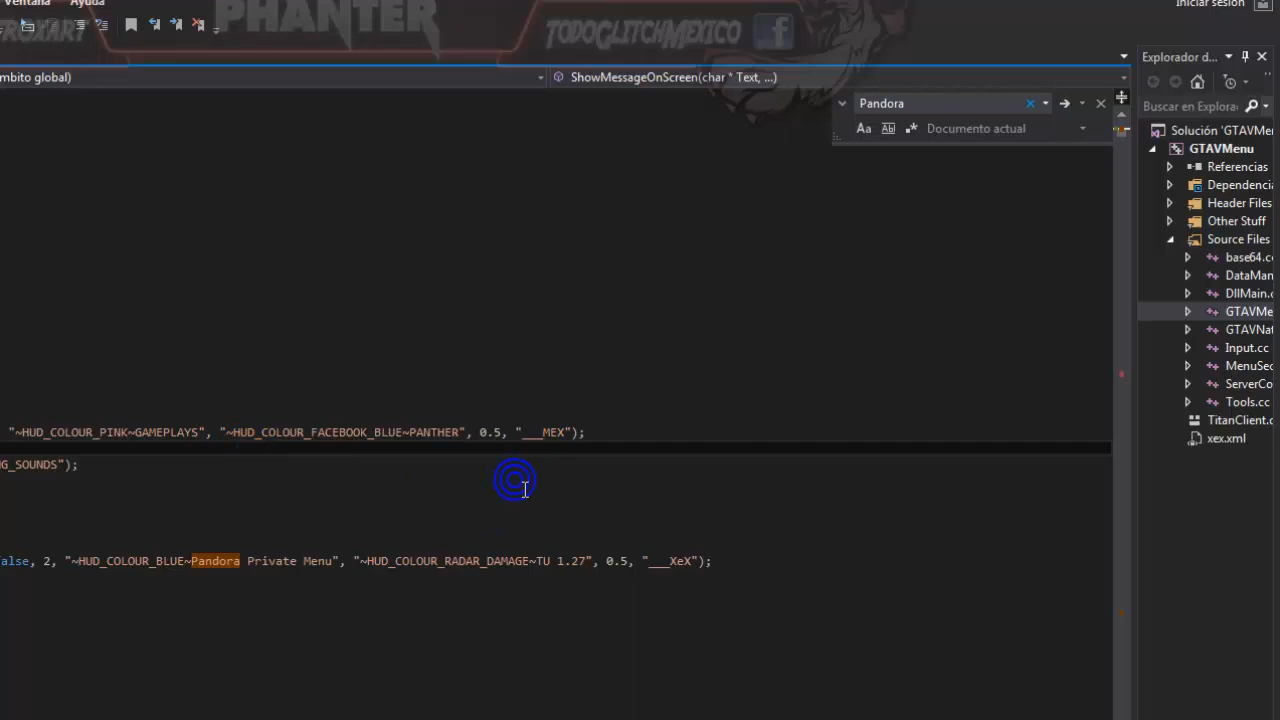 Ventana Ayuda
Iniciar sesión
PHANTER
TODOGLITCHMEXICO
mbito global)
ShowMessageOnScreen(char * Text, ...)
Explorador d...
Pandora
Buscar en Explora
Aa Ab Documento actual
Solución 'GTAVMe
GTAVMenu
Referencias
Dependencia
Header Files
Other Stuff
Source Files
base64.c
DataMan
DllMain.c
GTAVMe
GTAVNat
Input.cc
MenuSec
ServerCo
Tools.cc
TitanClient.c
xex.xml
"~HUD_COLOUR_PINK~GAMEPLAYS", "~HUD_COLOUR_FACEBOOK_BLUE~PANTHER", 0.5, "___MEX");
G_SOUNDS");
alse, 2, "~HUD_COLOUR_BLUE~Pandora Private Menu", "~HUD_COLOUR_RADAR_DAMAGE~TU 1.27", 0.5, "___XeX");